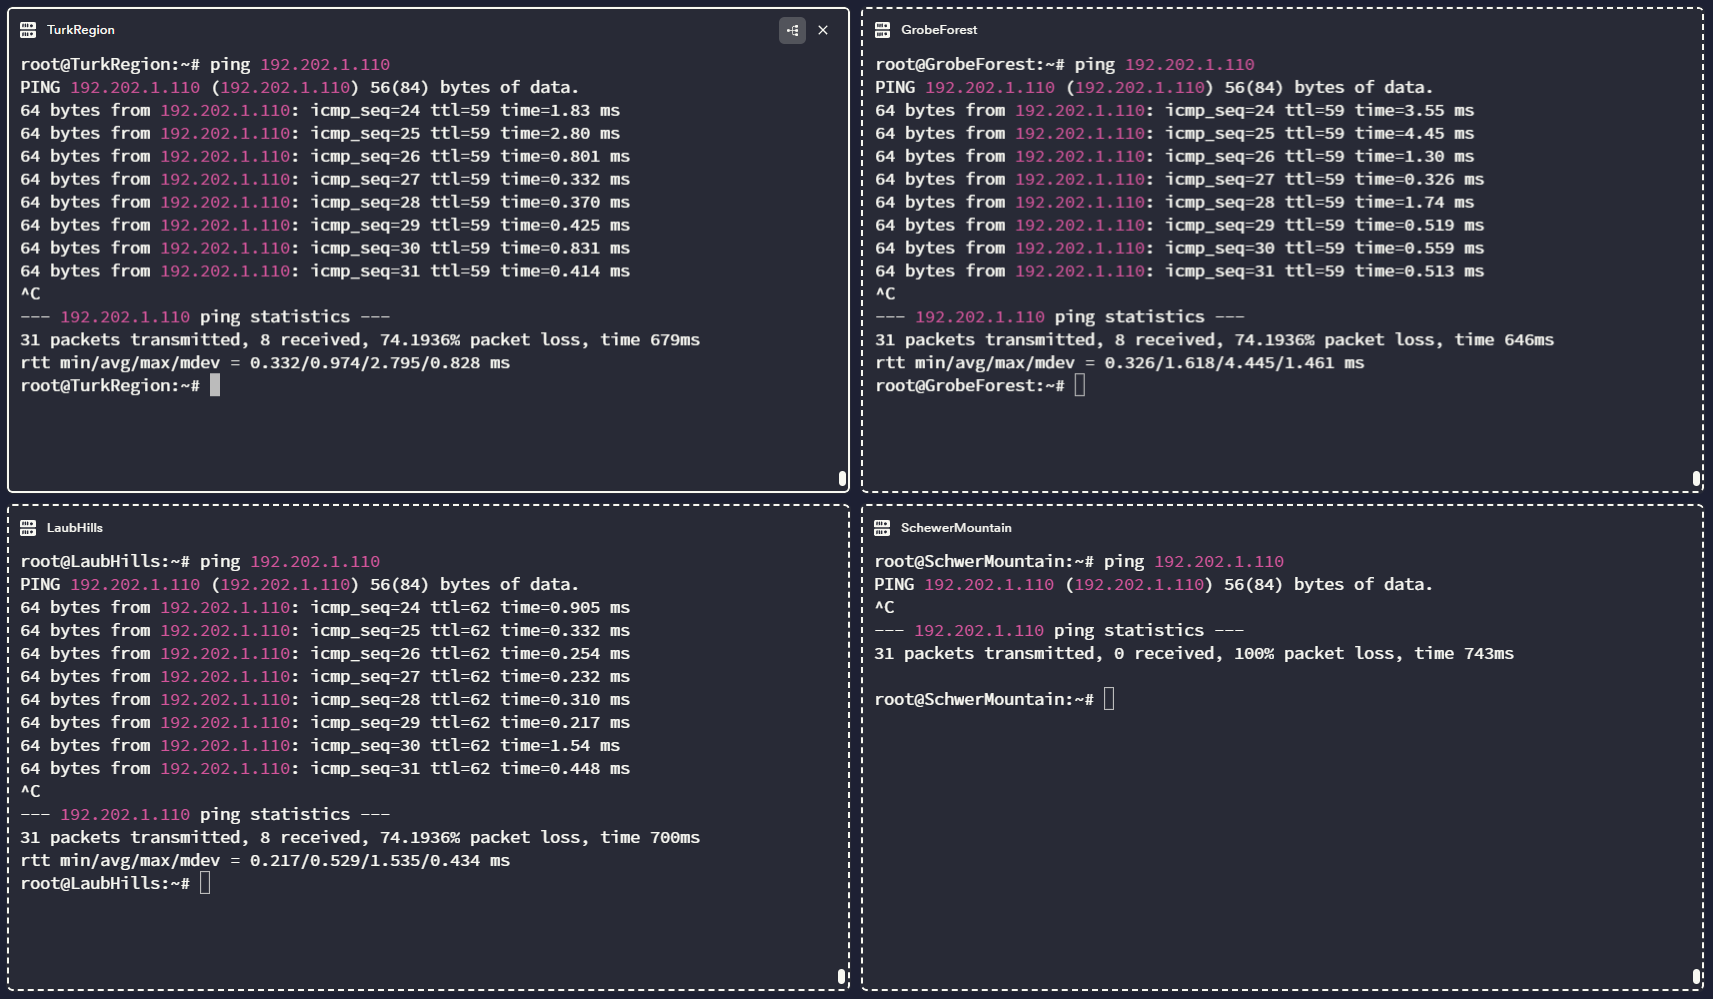 TurkRegion
root@TurkRegion:~# ping 192.202.1.110
PING 192.202.1.110 (192.202.1.110) 56(84) bytes of data.
64 bytes from 192.202.1.110: icmp_seq=24 ttl=59 time=1.83 ms
64 bytes from 192.202.1.110: icmp_seq=25 ttl=59 time=2.80 ms
64 bytes from 192.202.1.110: icmp_seq=26 ttl=59 time=0.801 ms
64 bytes from 192.202.1.110: icmp_seq=27 ttl=59 time=0.332 ms
64 bytes from 192.202.1.110: icmp_seq=28 ttl=59 time=0.370 ms
64 bytes from 192.202.1.110: icmp_seq=29 ttl=59 time=0.425 ms
64 bytes from 192.202.1.110: icmp_seq=30 ttl=59 time=0.831 ms
64 bytes from 192.202.1.110: icmp_seq=31 ttl=59 time=0.414 ms
^C
--- 192.202.1.110 ping statistics ---
31 packets transmitted, 8 received, 74.1936% packet loss, time 679ms
rtt min/avg/max/mdev = 0.332/0.974/2.795/0.828 ms
root@TurkRegion:~#
GrobeForest
root@GrobeForest:~# ping 192.202.1.110
PING 192.202.1.110 (192.202.1.110) 56(84) bytes of data.
64 bytes from 192.202.1.110: icmp_seq=24 ttl=59 time=3.55 ms
64 bytes from 192.202.1.110: icmp_seq=25 ttl=59 time=4.45 ms
64 bytes from 192.202.1.110: icmp_seq=26 ttl=59 time=1.30 ms
64 bytes from 192.202.1.110: icmp_seq=27 ttl=59 time=0.326 ms
64 bytes from 192.202.1.110: icmp_seq=28 ttl=59 time=1.74 ms
64 bytes from 192.202.1.110: icmp_seq=29 ttl=59 time=0.519 ms
64 bytes from 192.202.1.110: icmp_seq=30 ttl=59 time=0.559 ms
64 bytes from 192.202.1.110: icmp_seq=31 ttl=59 time=0.513 ms
^C
--- 192.202.1.110 ping statistics ---
31 packets transmitted, 8 received, 74.1936% packet loss, time 646ms
rtt min/avg/max/mdev = 0.326/1.618/4.445/1.461 ms
root@GrobeForest:~#
LaubHills
root@LaubHills:~# ping 192.202.1.110
PING 192.202.1.110 (192.202.1.110) 56(84) bytes of data.
64 bytes from 192.202.1.110: icmp_seq=24 ttl=62 time=0.905 ms
64 bytes from 192.202.1.110: icmp_seq=25 ttl=62 time=0.332 ms
64 bytes from 192.202.1.110: icmp_seq=26 ttl=62 time=0.254 ms
64 bytes from 192.202.1.110: icmp_seq=27 ttl=62 time=0.232 ms
64 bytes from 192.202.1.110: icmp_seq=28 ttl=62 time=0.310 ms
64 bytes from 192.202.1.110: icmp_seq=29 ttl=62 time=0.217 ms
64 bytes from 192.202.1.110: icmp_seq=30 ttl=62 time=1.54 ms
64 bytes from 192.202.1.110: icmp_seq=31 ttl=62 time=0.448 ms
^C
--- 192.202.1.110 ping statistics ---
31 packets transmitted, 8 received, 74.1936% packet loss, time 700ms
rtt min/avg/max/mdev = 0.217/0.529/1.535/0.434 ms
root@LaubHills:~#
SchewerMountain
root@SchwerMountain:~# ping 192.202.1.110
PING 192.202.1.110 (192.202.1.110) 56(84) bytes of data.
^C
--- 192.202.1.110 ping statistics ---
31 packets transmitted, 0 received, 100% packet loss, time 743ms
root@SchwerMountain:~#